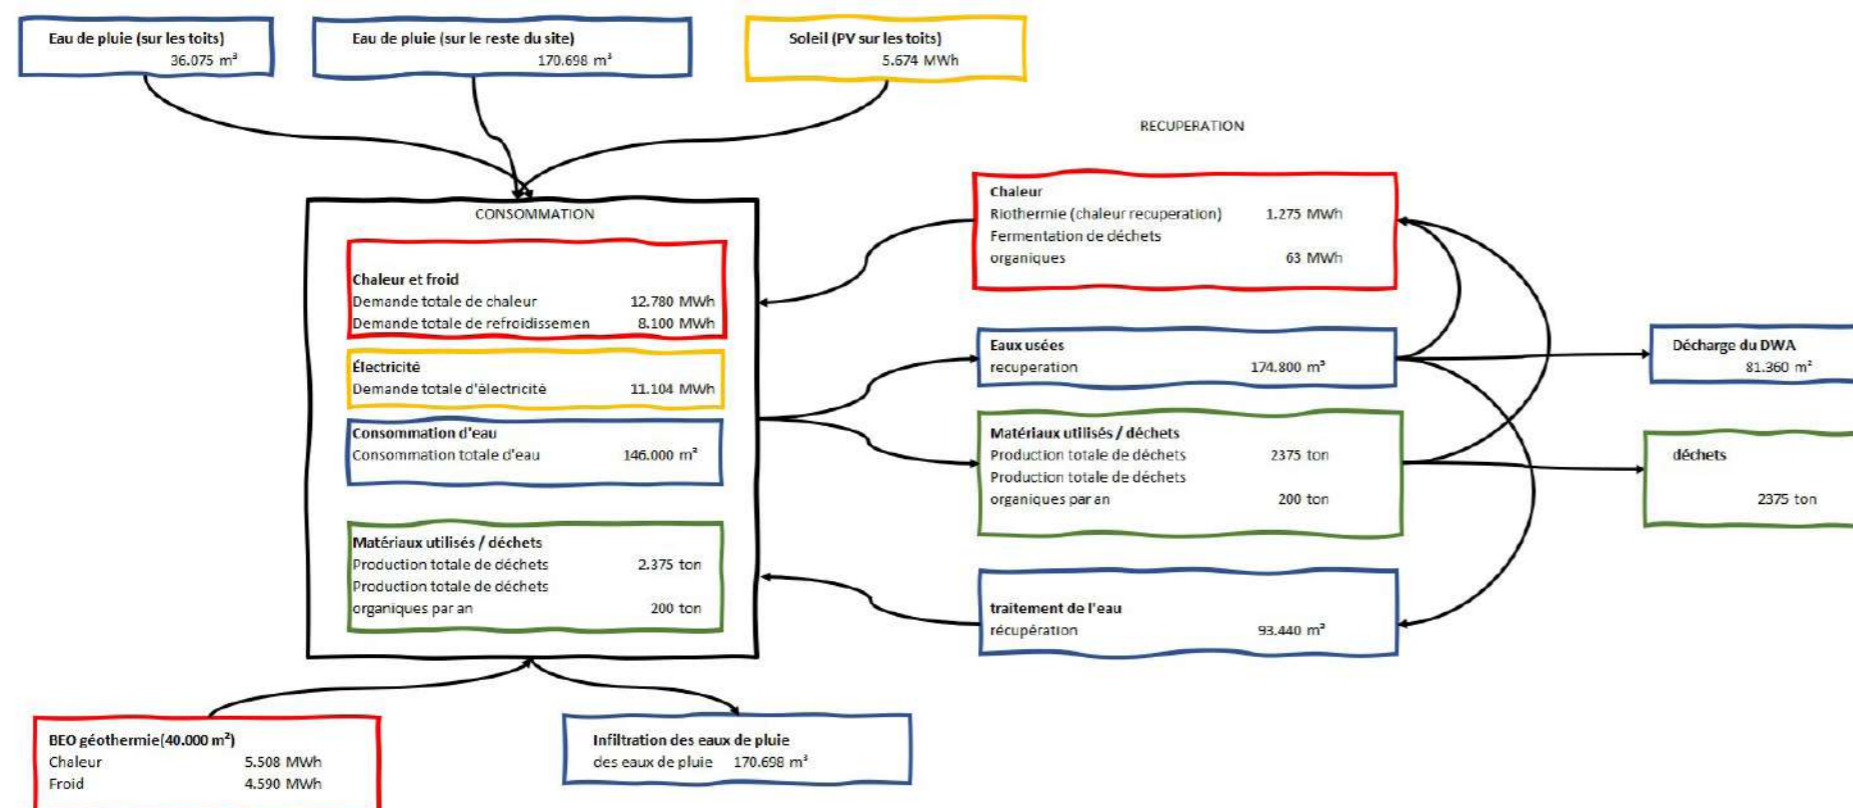 Eau de pluie (sur les toits)
36.075 m³
Eau de pluie (sur le reste du site)
170.698 m³
Soleil (PV sur les toits)
5.674 MWh
RECUPERATION
CONSOMMATION
Chaleur et froid
Demande totale de chaleur 12.780 MWh
Demande totale de refroidissemen 8.100 MWh
Électricité
Demande totale d'électricité 11.104 MWh
Consommation d'eau
Consommation totale d'eau 146.000 m³
Matériaux utilisés / déchets
Production totale de déchets 2.375 ton
Production totale de déchets
organiques par an 200 ton
Chaleur
Riothermie (chaleur recuperation) 1.275 MWh
Fermentation de déchets
organiques 63 MWh
Eaux usées
recuperation 174.800 m³
Matériaux utilisés / déchets
Production totale de déchets 2375 ton
Production totale de déchets
organiques par an 200 ton
traitement de l'eau
récupération 93.440 m³
Décharge du DWA
81.360 m³
déchets
2375 ton
BEO géothermie(40.000 m²)
Chaleur 5.508 MWh
Froid 4.590 MWh
Infiltration des eaux de pluie
des eaux de pluie 170.698 m³